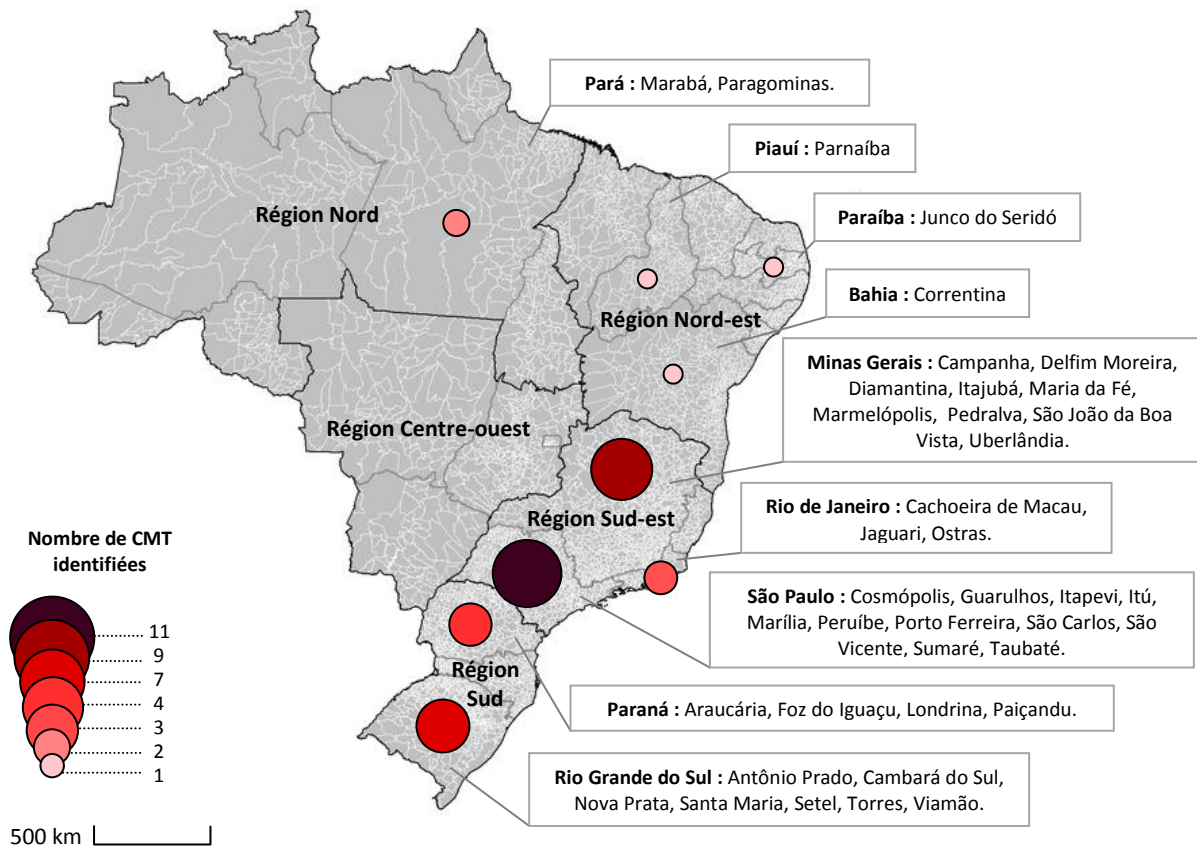 Pará : Marabá, Paragominas.
Piauí : Parnaíba
Paraíba : Junco do Seridó
Région Nord
Bahia : Correntina
Région Nord-est
Minas Gerais : Campanha, Delfim Moreira,
Diamantina, Itajubá, Maria da Fé,
Marmelópolis, Pedralva, São João da Boa
Vista, Uberlândia.
Région Centre-ouest
Région Sud-est
Rio de Janeiro : Cachoeira de Macau,
Jaguari, Ostras.
Nombre de CMT
identifiées
11
9
7
4
3
2
1
São Paulo : Cosmópolis, Guarulhos, Itapevi, Itú,
Marília, Peruíbe, Porto Ferreira, São Carlos, São
Vicente, Sumaré, Taubaté.
Région
Sud
Paraná : Araucária, Foz do Iguaçu, Londrina, Paiçandu.
Rio Grande do Sul : Antônio Prado, Cambará do Sul,
Nova Prata, Santa Maria, Setel, Torres, Viamão.
500 km